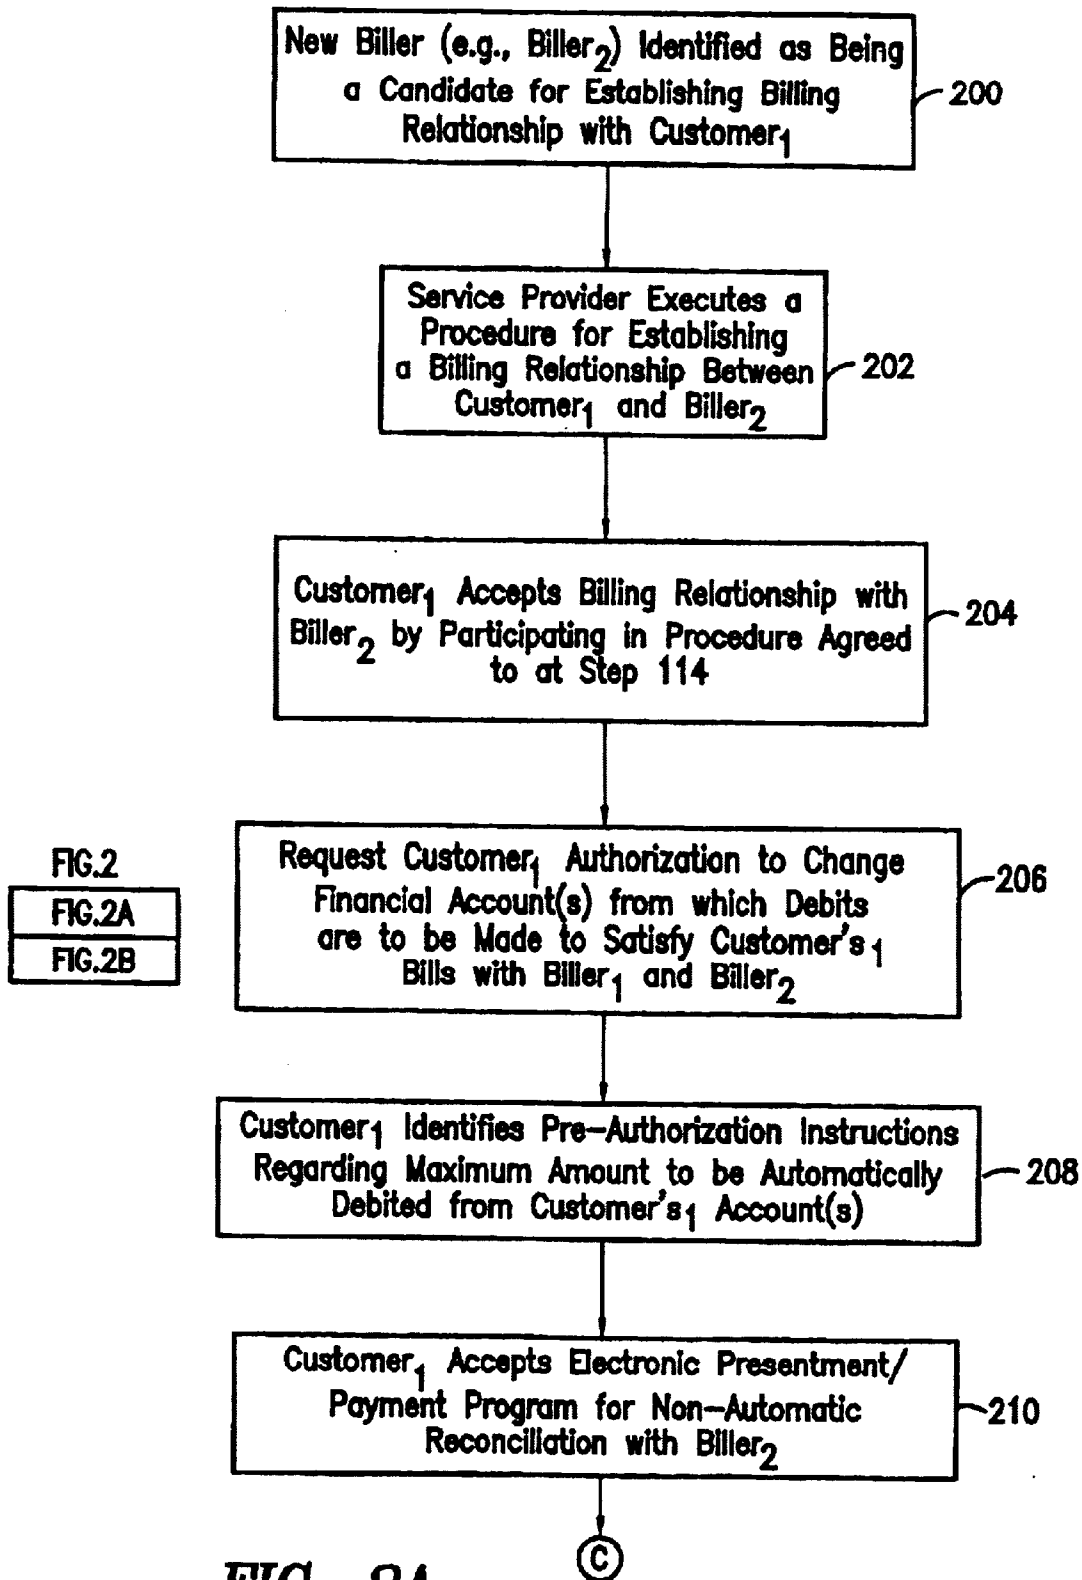 New Biller (e.g., Biller2) Identified as Being
a Candidate for Establishing Billing
Relationship with Customer1
200
Service Provider Executes a
Procedure for Establishing
a Billing Relationship Between
Customer1 and Biller2
202
Customer1 Accepts Billing Relationship with
Biller2 by Participating in Procedure Agreed
to at Step 114
204
Request Customer1 Authorization to Change
Financial Account(s) from which Debits
are to be Made to Satisfy Customer's1
Bills with Biller1 and Biller2
206
FIG.2
FIG.2A
FIG.2B
Customer1 Identifies Pre-Authorization Instructions
Regarding Maximum Amount to be Automatically
Debited from Customer's1 Account(s)
208
Customer1 Accepts Electronic Presentment/
Payment Program for Non-Automatic
Reconciliation with Biller2
210
C
FIG. 2A